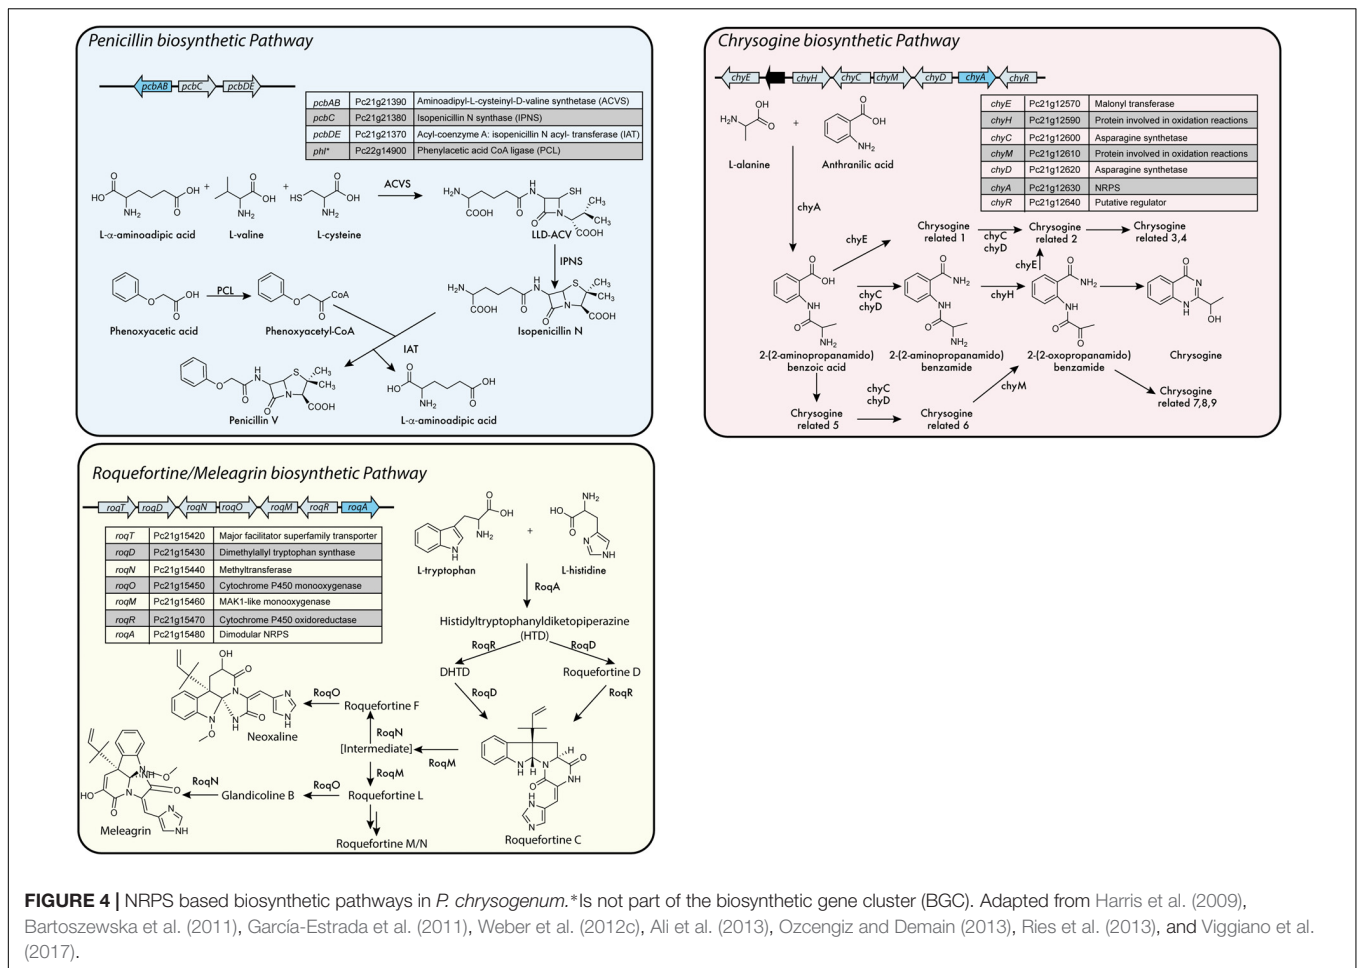 Penicillin biosynthetic Pathway
pcbAB pcbC pcbDE
pcbAB Pc21g21390 Aminoadipyl-L-cysteinyl-D-valine synthetase (ACVS)
pcbC Pc21g21380 Isopenicillin N synthase (IPNS)
pcbDE Pc21g21370 Acyl-coenzyme A: isopenicillin N acyl- transferase (IAT)
phl* Pc22g14900 Phenylacetic acid CoA ligase (PCL)
L-α-aminoadipic acid + L-valine + L-cysteine
ACVS
LLD-ACV
IPNS
Phenoxyacetic acid
PCL
CoA
Phenoxyacetyl-CoA
Isopenicillin N
IAT
Penicillin V
L-α-aminoadipic acid
Chrysogine biosynthetic Pathway
chyE chyH chyC chyM chyD chyA chyR
chyE Pc21g12570 Malonyl transferase
chyH Pc21g12590 Protein involved in oxidation reactions
chyC Pc21g12600 Asparagine synthetase
chyM Pc21g12610 Protein involved in oxidation reactions
chyD Pc21g12620 Asparagine synthetase
chyA Pc21g12630 NRPS
chyR Pc21g12640 Putative regulator
L-alanine + Anthranilic acid
chyA
chyE
Chrysogine
related 1
chyC
chyD
Chrysogine
related 2
Chrysogine
related 3,4
chyE
chyC
chyD
chyH
2-(2-aminopropanamido)
benzoic acid
2-(2-aminopropanamido)
benzamide
2-(2-oxopropanamido)
benzamide
Chrysogine
chyC
chyD
chyM
Chrysogine
related 5
Chrysogine
related 6
Chrysogine
related 7,8,9
Roquefortine/Meleagrin biosynthetic Pathway
roqT roqD roqN roqO roqM roqR roqA
roqT Pc21g15420 Major facilitator superfamily transporter
roqD Pc21g15430 Dimethylallyl tryptophan synthase
roqN Pc21g15440 Methyltransferase
roqO Pc21g15450 Cytochrome P450 monooxygenase
roqM Pc21g15460 MAK1-like monooxygenase
roqR Pc21g15470 Cytochrome P450 oxidoreductase
roqA Pc21g15480 Dimodular NRPS
L-tryptophan + L-histidine
RoqA
Histidyltryptophanyldiketopiperazine
(HTD)
RoqR RoqD
DHTD Roquefortine D
RoqD RoqR
Roquefortine C
RoqM
[Intermediate]
RoqN
Roquefortine F
RoqO
Neoxaline
RoqM
Roquefortine L
RoqO
Glandicoline B
RoqN
Meleagrin
Roquefortine M/N
FIGURE 4 | NRPS based biosynthetic pathways in P. chrysogenum.*Is not part of the biosynthetic gene cluster (BGC). Adapted from Harris et al. (2009),
Bartoszewska et al. (2011), García-Estrada et al. (2011), Weber et al. (2012c), Ali et al. (2013), Ozcengiz and Demain (2013), Ries et al. (2013), and Viggiano et al.
(2017).